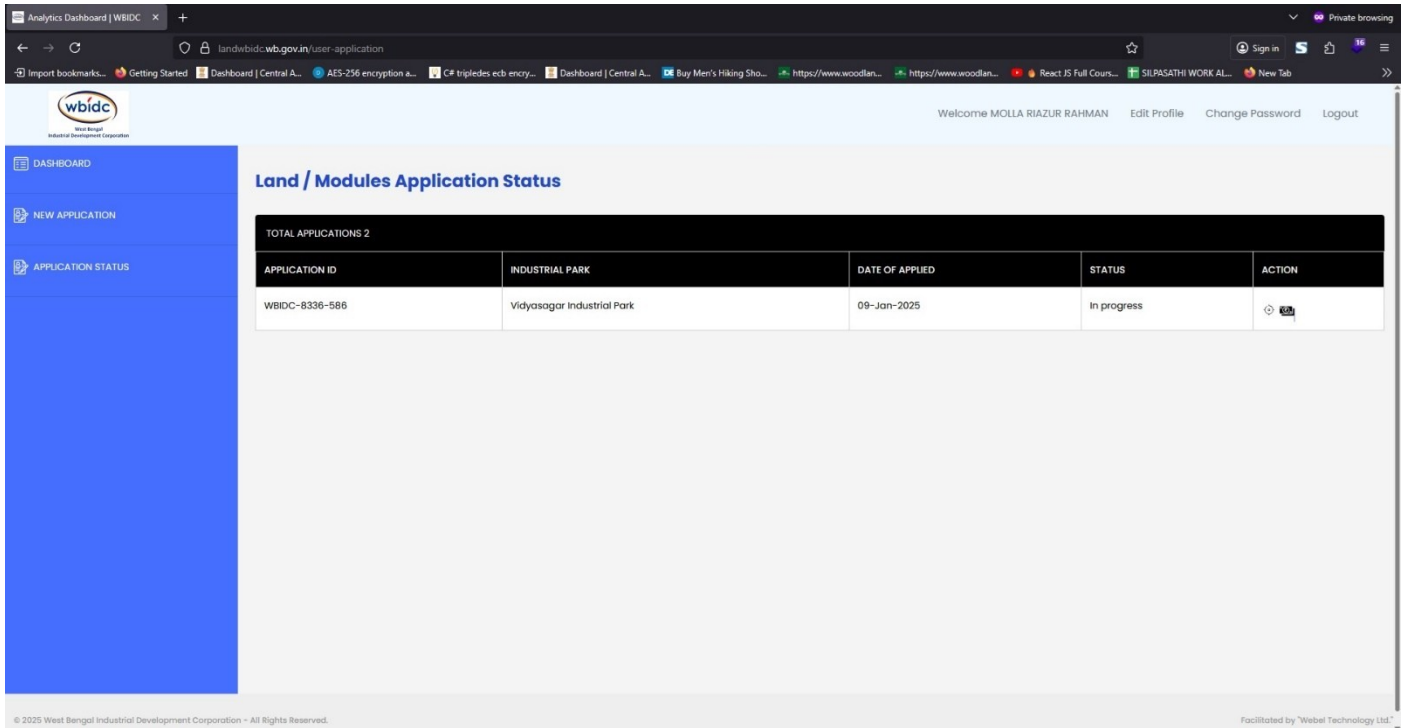 Analytics Dashboard | WBIDC
Private browsing
landwbidc.wb.gov.in/user-application
Sign in
16
Import bookmarks... Getting Started Dashboard | Central A... AES-256 encryption a... C# tripledes ecb encry... Dashboard | Central A... Buy Men's Hiking Sho... https://www.woodlan... https://www.woodlan... React JS Full Cours... SILPASATHI WORK AL... New Tab
wbidc
West Bengal
Industrial Development Corporation
Welcome MOLLA RIAZUR RAHMAN Edit Profile Change Password Logout
DASHBOARD
NEW APPLICATION
APPLICATION STATUS
Land / Modules Application Status
TOTAL APPLICATIONS 2
APPLICATION ID INDUSTRIAL PARK DATE OF APPLIED STATUS ACTION
WBIDC-8336-586 Vidyasagar Industrial Park 09-Jan-2025 In progress
© 2025 West Bengal Industrial Development Corporation - All Rights Reserved.
Facilitated by "Webel Technology Ltd."